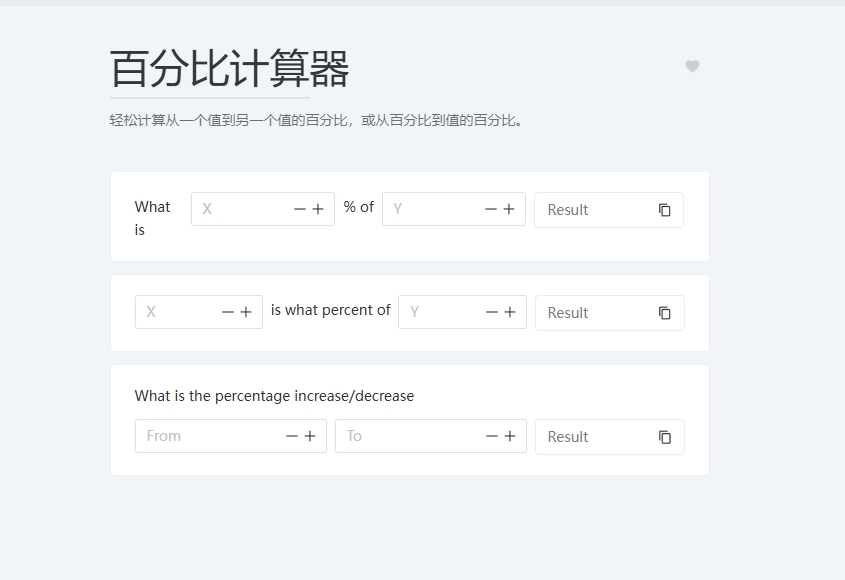 百分比计算器
轻松计算从一个值到另一个值的百分比，或从百分比到值的百分比。
What is X % of Y Result
X is what percent of Y Result
What is the percentage increase/decrease
From To Result